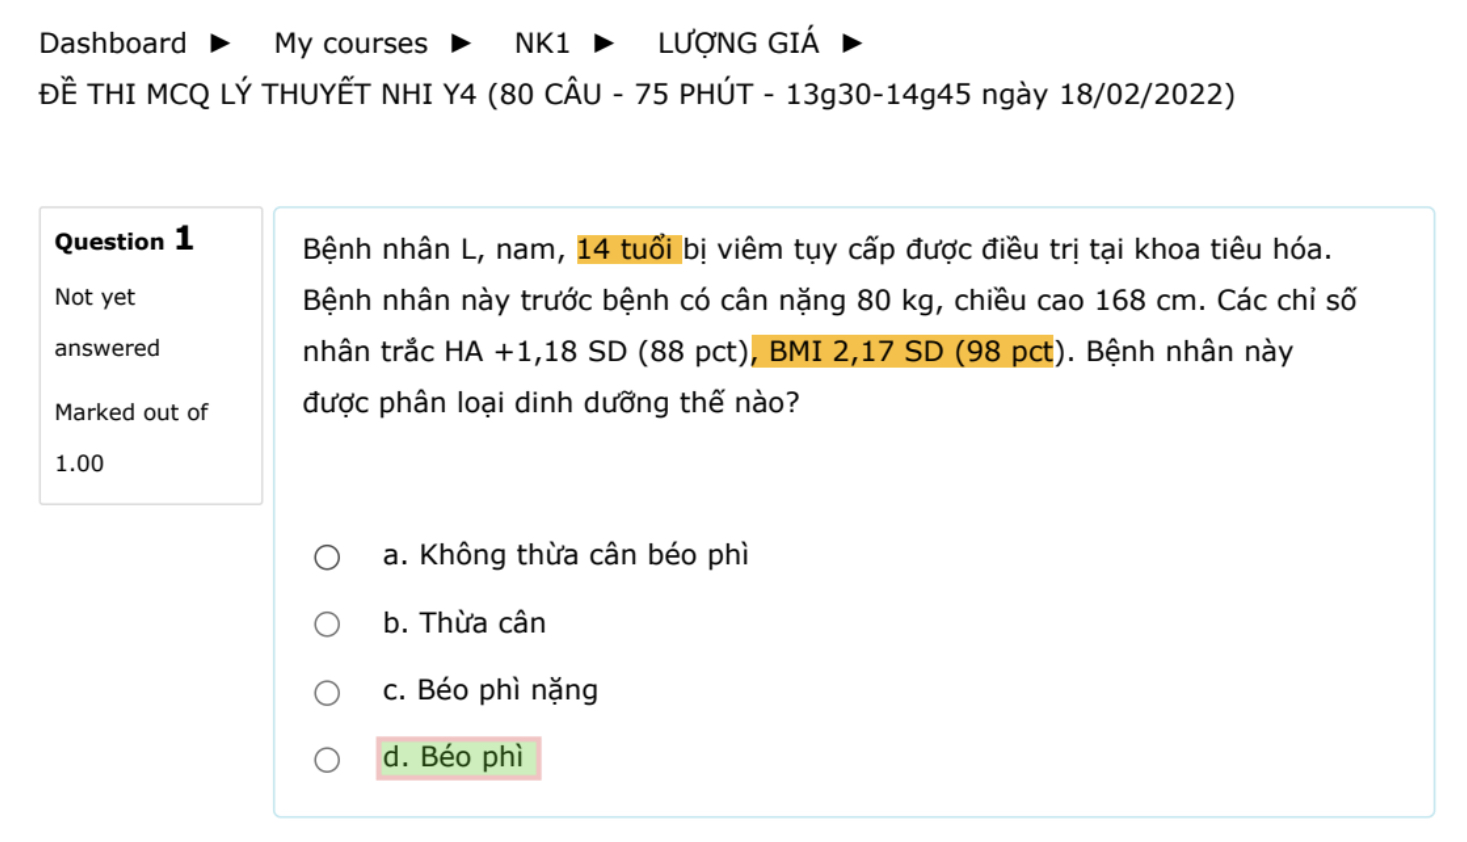 Dashboard ► My courses ► NK1 ► LƯỢNG GIÁ ►
ĐỀ THI MCQ LÝ THUYẾT NHI Y4 (80 CÂU - 75 PHÚT - 13g30-14g45 ngày 18/02/2022)
Question 1
Not yet
answered
Marked out of
1.00
Bệnh nhân L, nam, 14 tuổi bị viêm tụy cấp được điều trị tại khoa tiêu hóa.
Bệnh nhân này trước bệnh có cân nặng 80 kg, chiều cao 168 cm. Các chỉ số
nhân trắc HA +1,18 SD (88 pct), BMI 2,17 SD (98 pct). Bệnh nhân này
được phân loại dinh dưỡng thế nào?
a. Không thừa cân béo phì
b. Thừa cân
c. Béo phì nặng
d. Béo phì